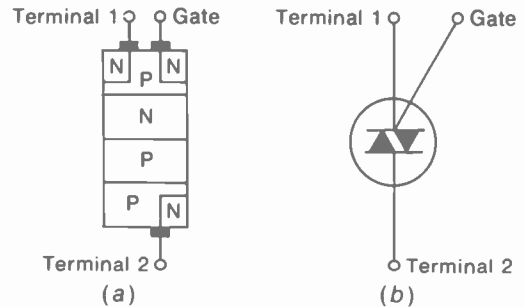 Terminal 1 Gate
N P N
N
P
P N
Terminal 2
(a)
Terminal 1 Gate
Terminal 2
(b)